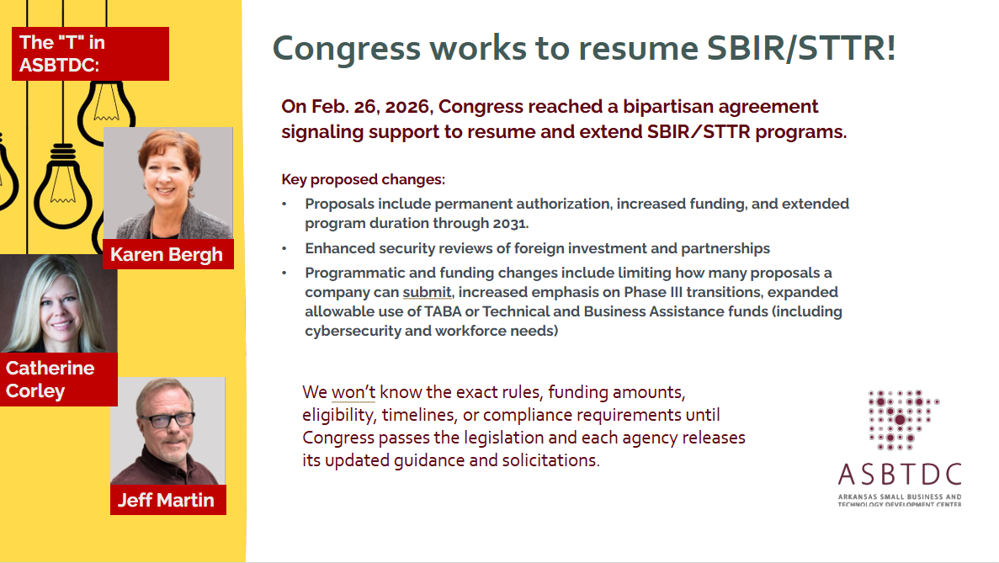 The "T" in
ASBTDC:
Karen Bergh
Catherine
Corley
Jeff Martin
Congress works to resume SBIR/STTR!
On Feb. 26, 2026, Congress reached a bipartisan agreement
signaling support to resume and extend SBIR/STTR programs.
Key proposed changes:
• Proposals include permanent authorization, increased funding, and extended
program duration through 2031.
• Enhanced security reviews of foreign investment and partnerships
• Programmatic and funding changes include limiting how many proposals a
company can submit, increased emphasis on Phase III transitions, expanded
allowable use of TABA or Technical and Business Assistance funds (including
cybersecurity and workforce needs)
We won’t know the exact rules, funding amounts,
eligibility, timelines, or compliance requirements until
Congress passes the legislation and each agency releases
its updated guidance and solicitations.
ASBTDC
ARKANSAS SMALL BUSINESS AND
TECHNOLOGY DEVELOPMENT CENTER